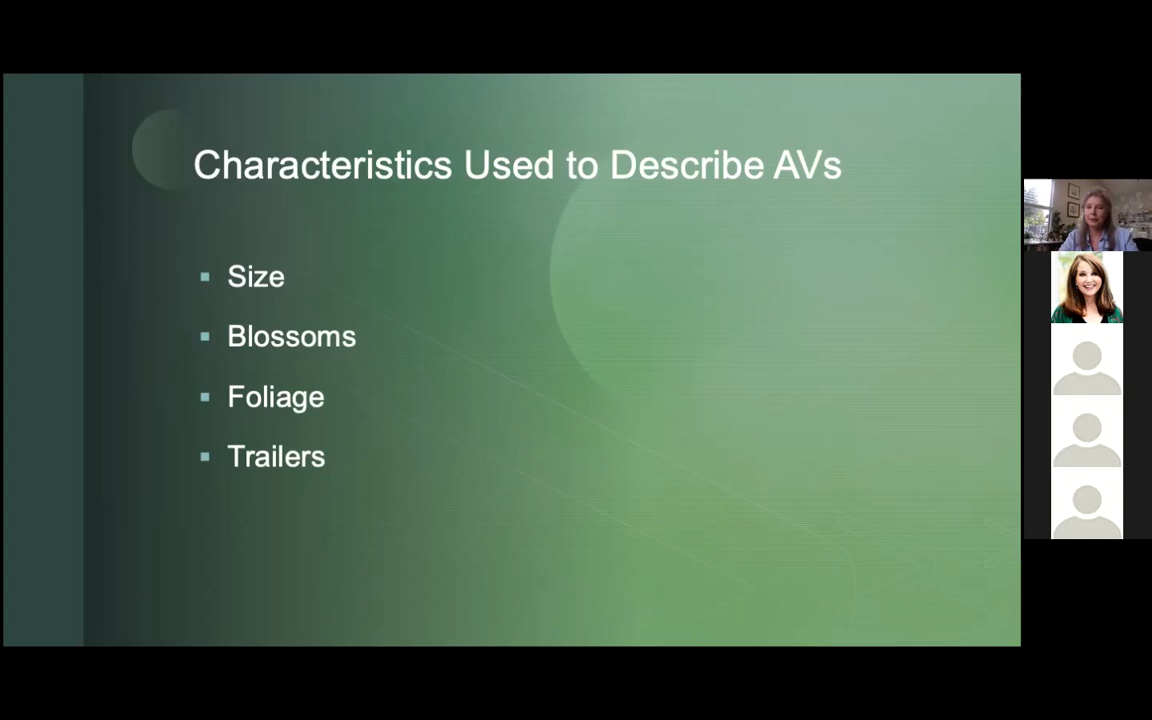 Characteristics Used to Describe AVs
Size
Blossoms
Foliage
Trailers